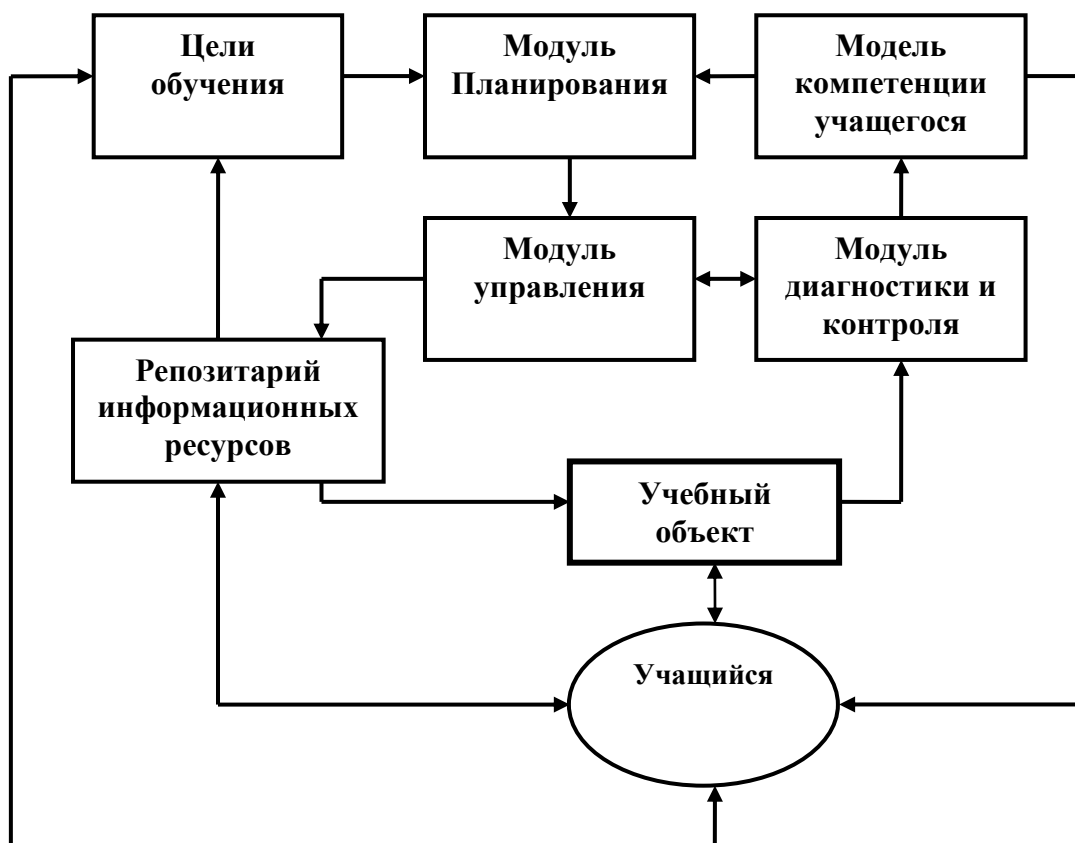 Цели
обучения
Модуль
Планирования
Модель
компетенции
учащегося
Модуль
управления
Модуль
диагностики и
контроля
Репозитарий
информационных
ресурсов
Учебный
объект
Учащийся